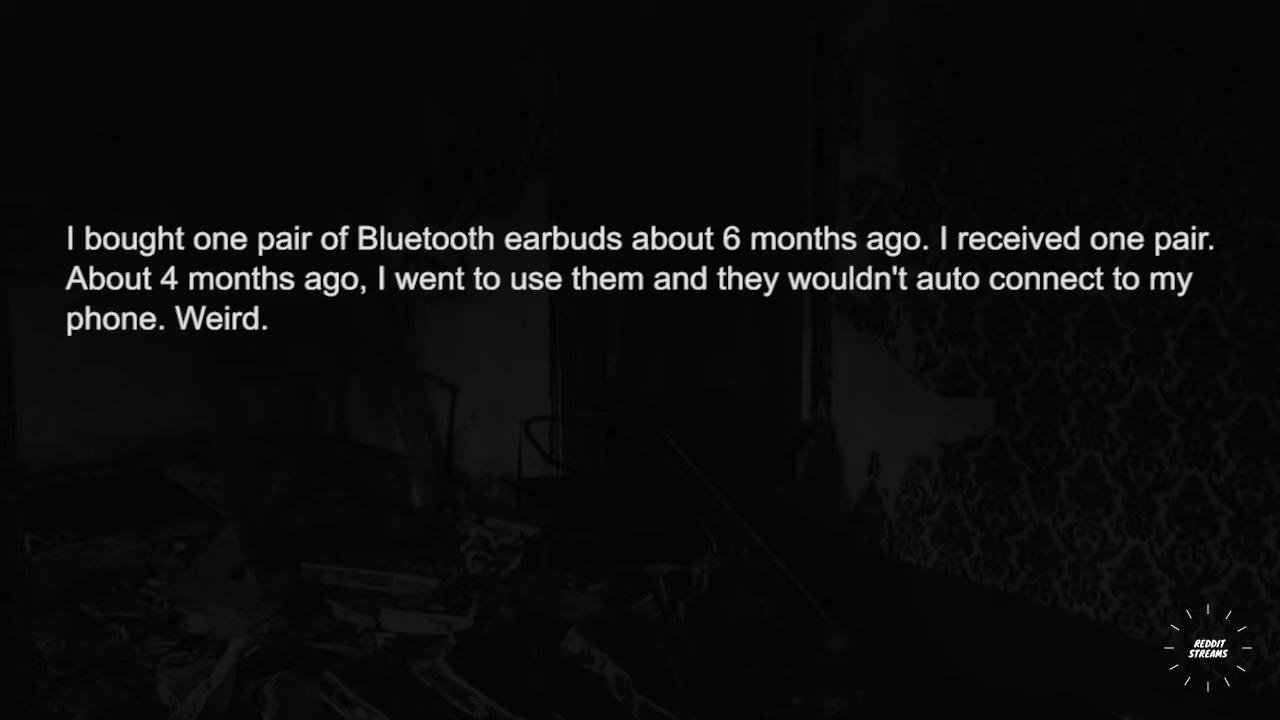 I bought one pair of Bluetooth earbuds about 6 months ago. I received one pair.
About 4 months ago, I went to use them and they wouldn't auto connect to my
phone. Weird.
REDDIT
STREAMS